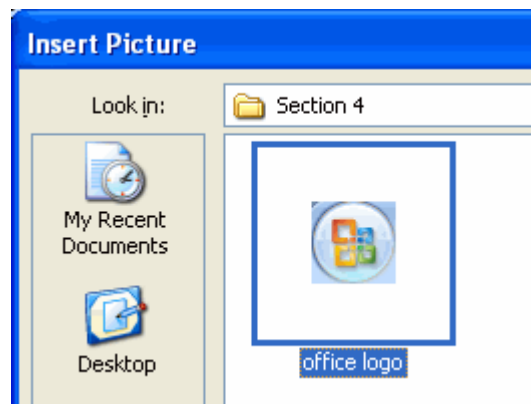 Insert Picture
Look in:
Section 4
My Recent
Documents
Desktop
office logo